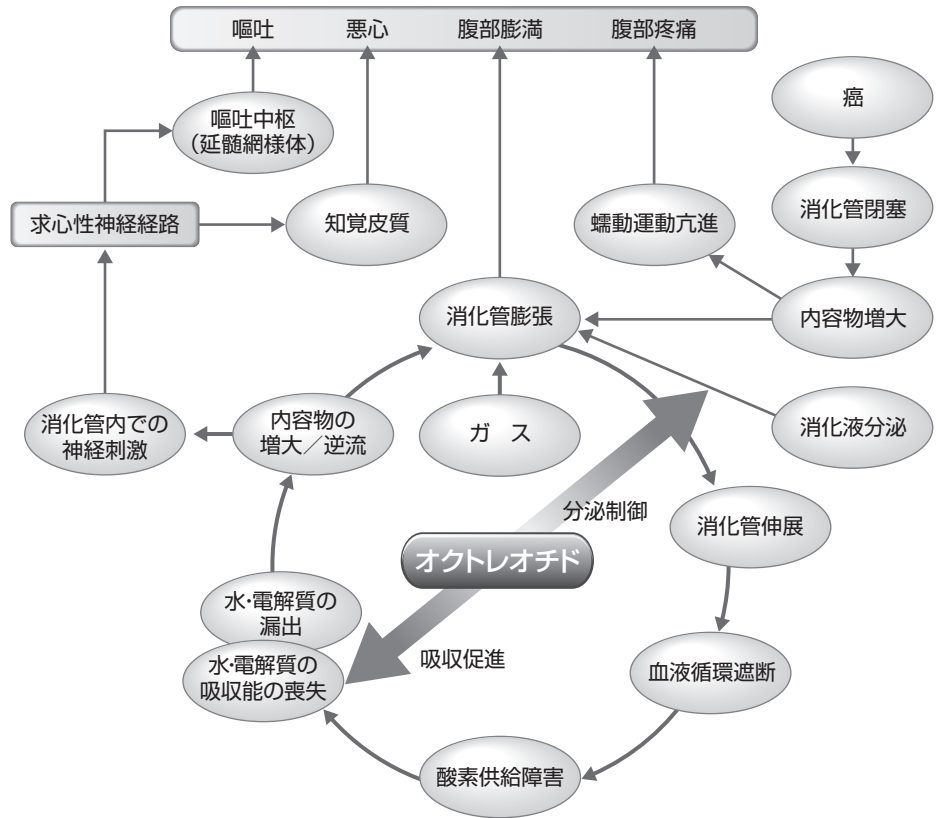 嘔吐
悪心
腹部膨満
腹部疼痛
癌
嘔吐中枢
（延髄網様体）
求心性神経経路
知覚皮質
蠕動運動亢進
消化管閉塞
消化管膨張
内容物増大
消化管内での
神経刺激
内容物の
増大／逆流
ガ　ス
消化液分泌
分泌制御
消化管伸展
オクトレオチド
水・電解質の
漏出
吸収促進
水・電解質の
吸収能の喪失
血液循環遮断
酸素供給障害